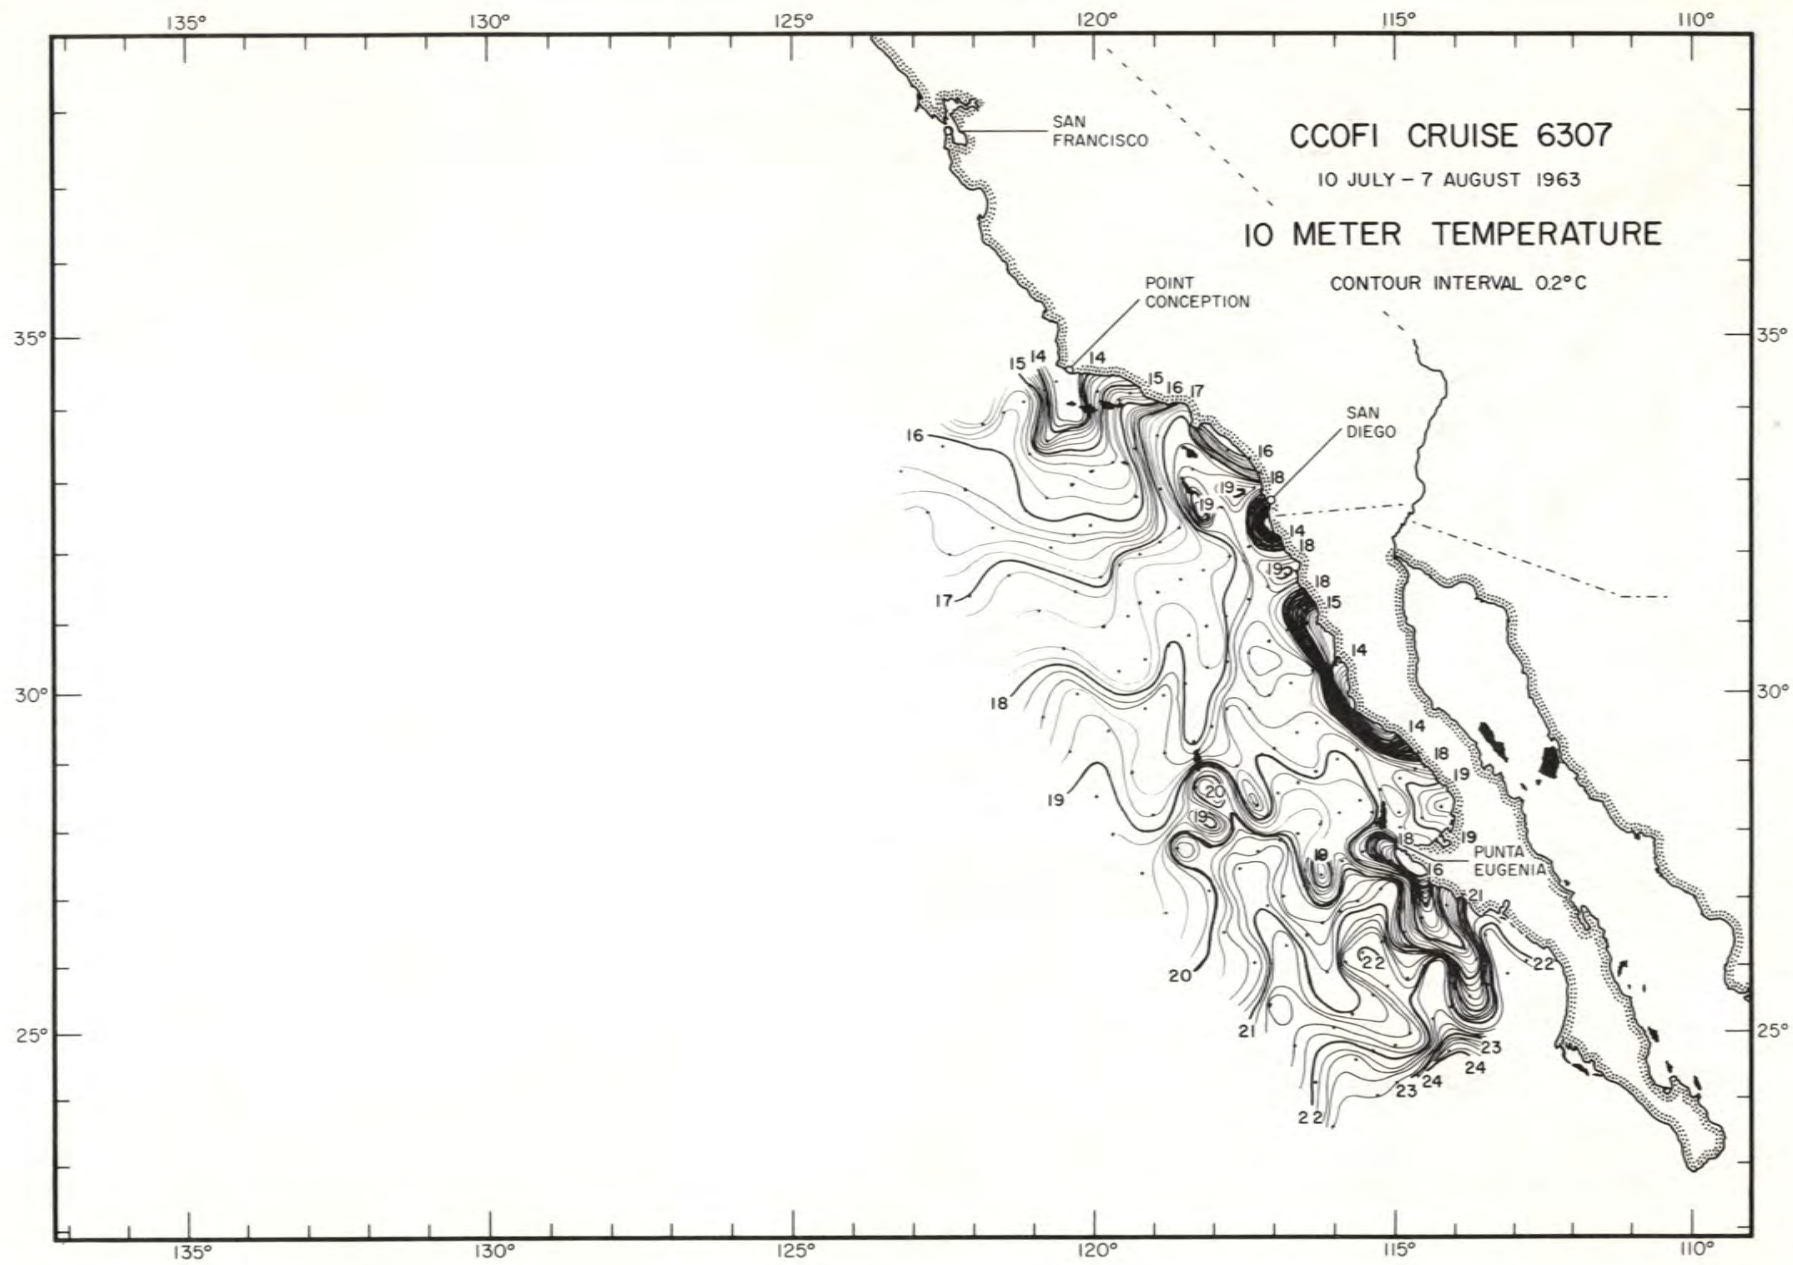 135° 130° 125° 120° 115° 110°
CCOFI CRUISE 6307
10 JULY – 7 AUGUST 1963
10 METER TEMPERATURE
CONTOUR INTERVAL 0.2° C
SAN
FRANCISCO
POINT
CONCEPTION
35° 35°
15 14 14
15 16 17
SAN
DIEGO
16 16
18
19
19
14
18
19
18
17 15
14
30° 30°
18
14
18
19
19 20
19
18 19
PUNTA
EUGENIA
19
16
21
20 22 22
21
25° 25°
23
24
23 24
22
135° 130° 125° 120° 115° 110°